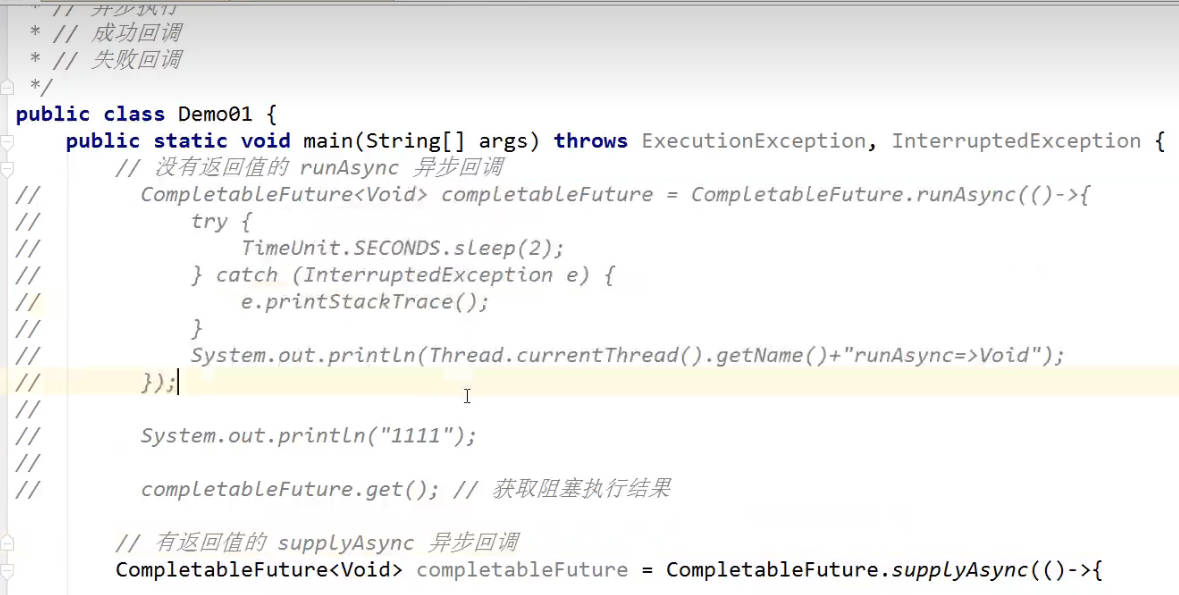 * // 异步执行
* // 成功回调
* // 失败回调
*/
public class Demo01 {
public static void main(String[] args) throws ExecutionException, InterruptedException {
// 没有返回值的 runAsync 异步回调
// CompletableFuture<Void> completableFuture = CompletableFuture.runAsync(()->{
// try {
// TimeUnit.SECONDS.sleep(2);
// } catch (InterruptedException e) {
// e.printStackTrace();
// }
// System.out.println(Thread.currentThread().getName()+"runAsync=>Void");
// });
//
// System.out.println("1111");
//
// completableFuture.get(); // 获取阻塞执行结果
// 有返回值的 supplyAsync 异步回调
CompletableFuture<Void> completableFuture = CompletableFuture.supplyAsync(()->{